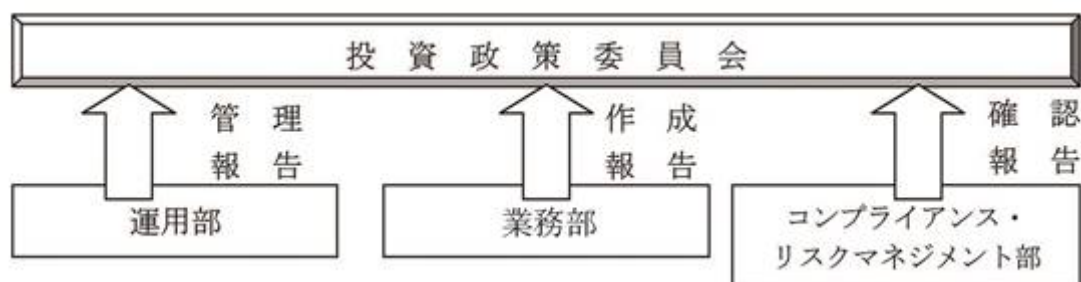 投資政策委員会
管理
報告
作成
報告
確認
報告
運用部
業務部
コンプライアンス・
リスクマネジメント部